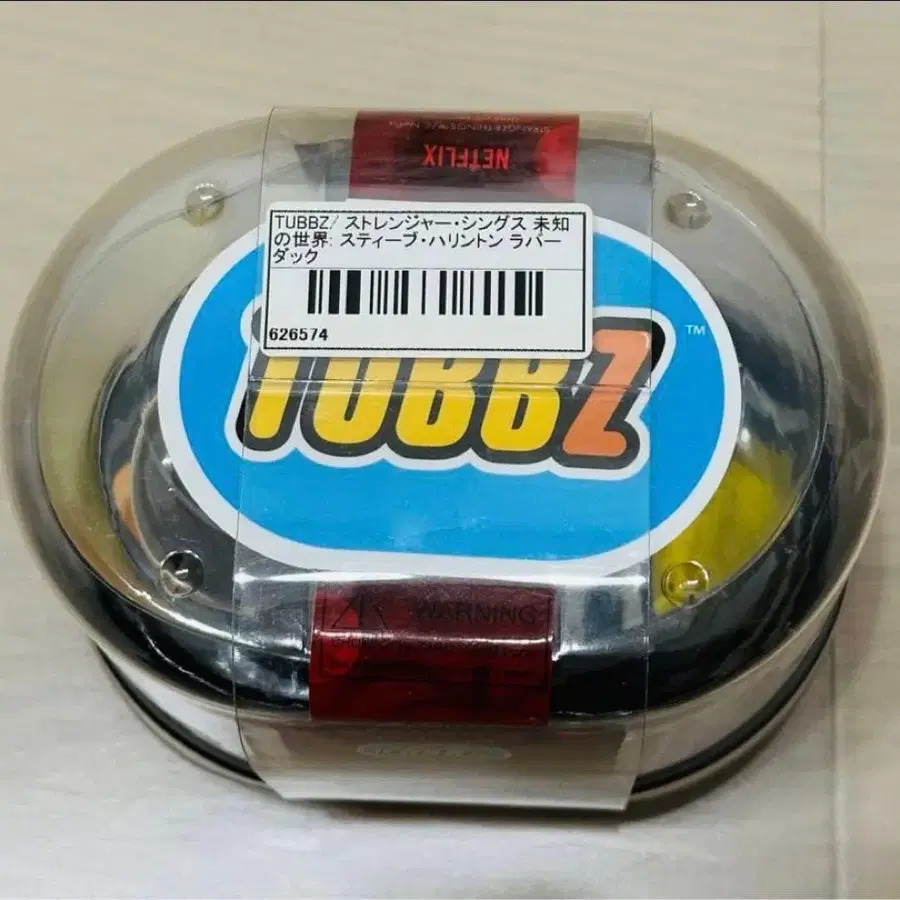 NETFLIX
TUBBZ/ ストレンジャー・シングス 未知
の世界: スティーブ・ハリントン ラバー
ダック
626574
TUBBZ
TM
WARNING